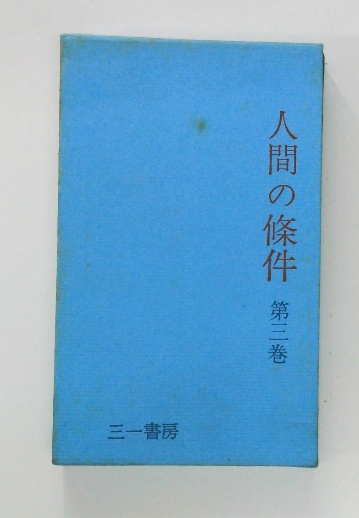 人間の條件
第三巻
三一書房